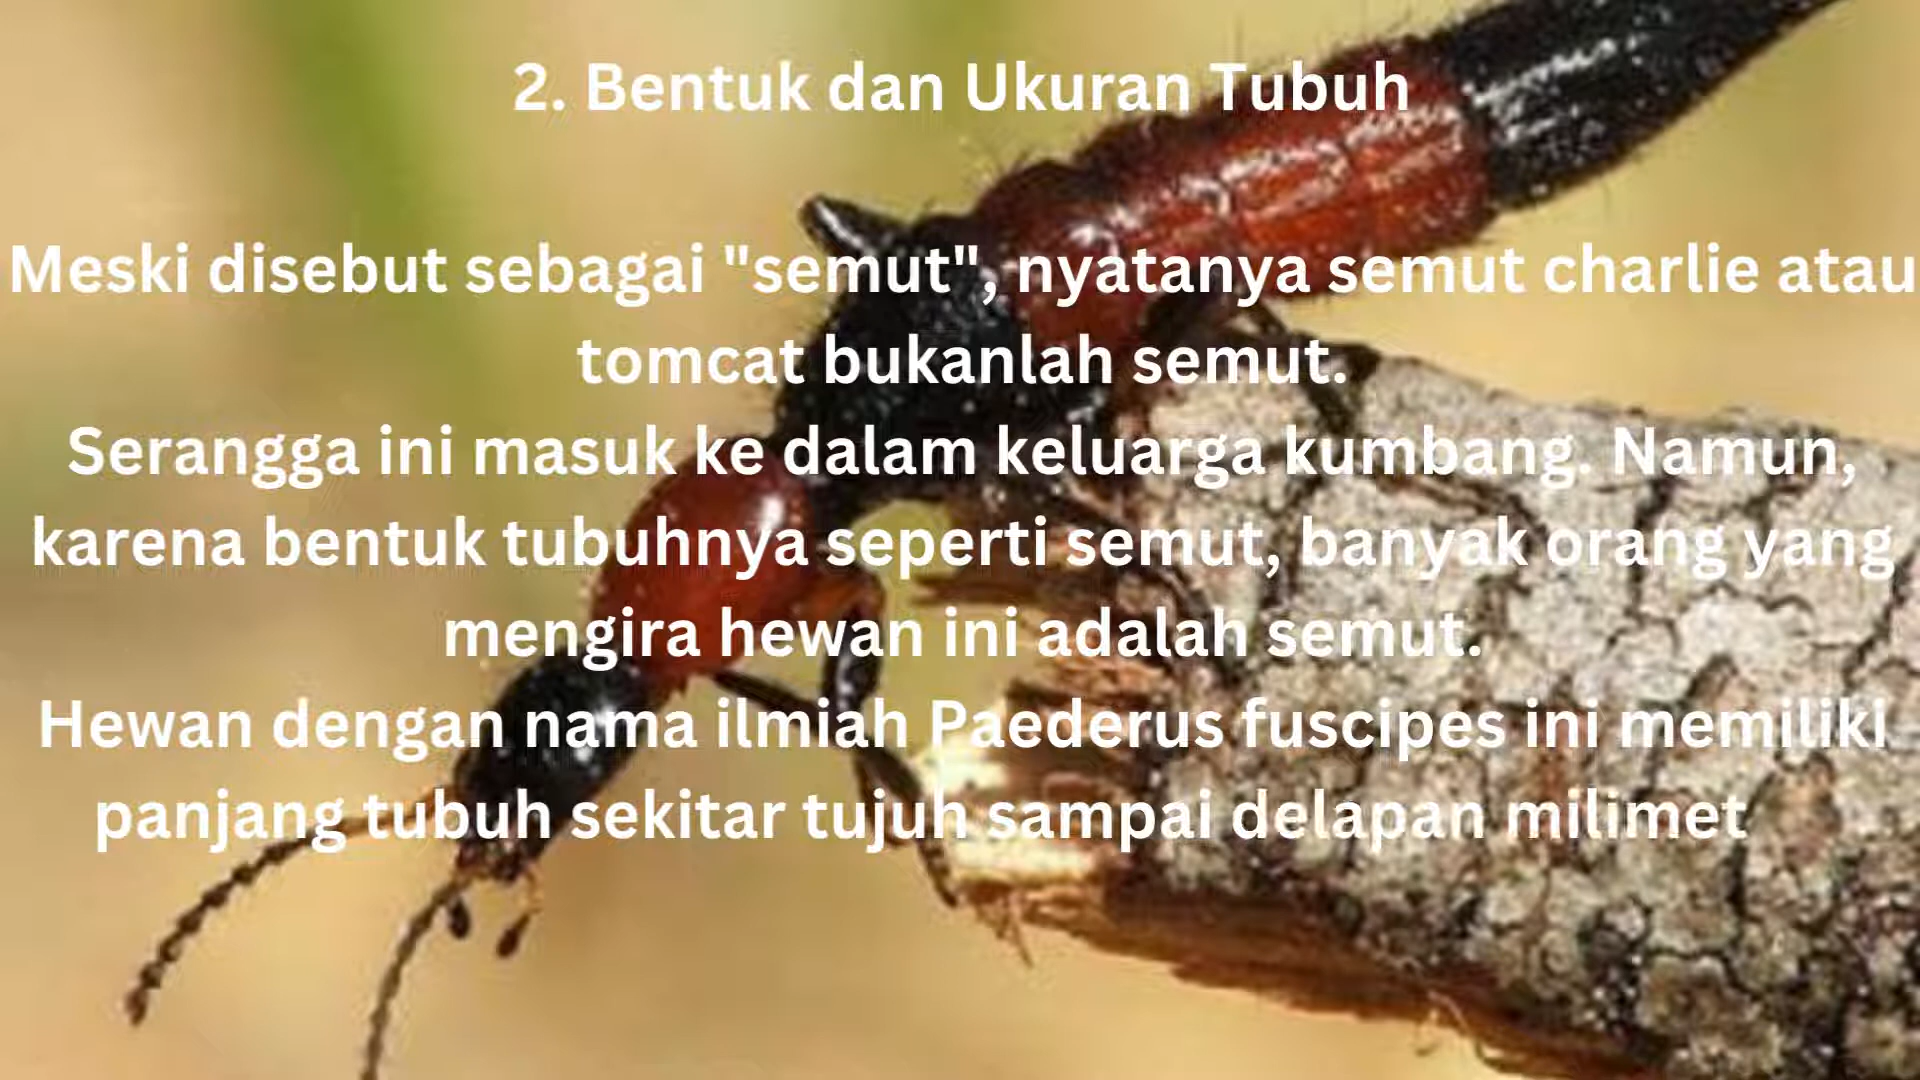 2. Bentuk dan Ukuran Tubuh
Meski disebut sebagai "semut", nyatanya semut charlie atau
tomcat bukanlah semut.
Serangga ini masuk ke dalam keluarga kumbang. Namun,
karena bentuk tubuhnya seperti semut, banyak orang yang
mengira hewan ini adalah semut.
Hewan dengan nama ilmiah Paederus fuscipes ini memiliki
panjang tubuh sekitar tujuh sampai delapan milimet